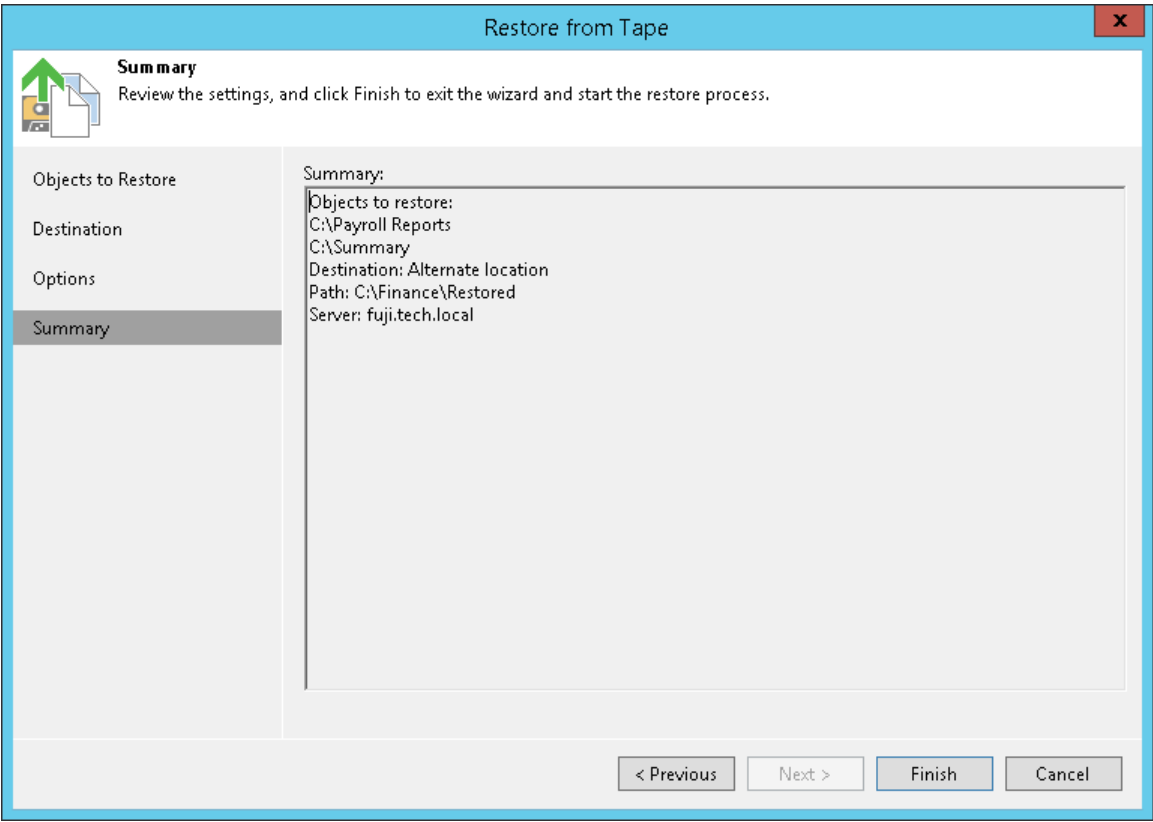 Restore from Tape
x
Summary
Review the settings, and click Finish to exit the wizard and start the restore process.
Objects to Restore
Destination
Options
Summary
Summary:
Objects to restore:
C:\Payroll Reports
C:\Summary
Destination: Alternate location
Path: C:\Finance\Restored
Server: fuji.tech.local
< Previous
Next >
Finish
Cancel